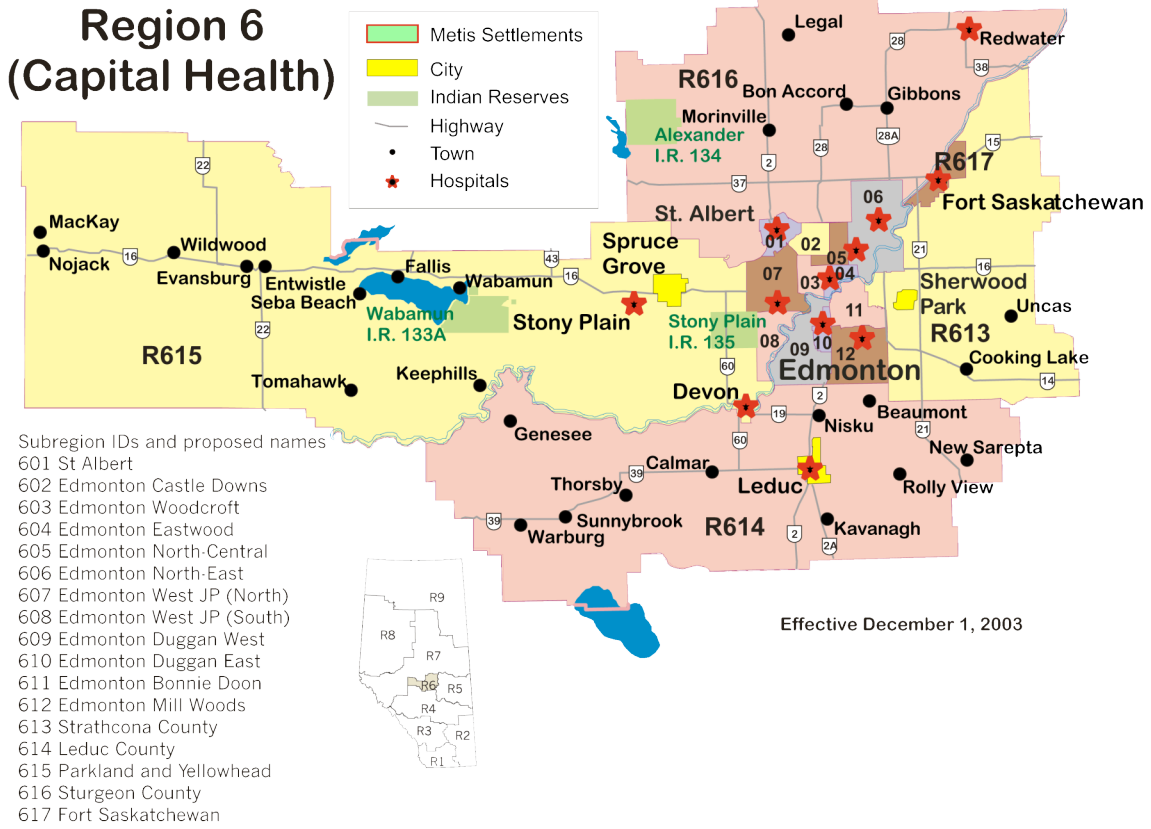 Region 6
(Capital Health)
Metis Settlements
City
Indian Reserves
Highway
Town
Hospitals
Legal
28
Redwater
38
R616
Bon Accord
Gibbons
Morinville
Alexander
I.R. 134
28
28A
2
15
R617
22
37
06
Fort Saskatchewan
St. Albert
MacKay
Nojack
16
Wildwood
Evansburg
Entwistle
Seba Beach
Fallis
Wabamun
43
16
Spruce
Grove
01
02
05
04
03
07
21
16
Sherwood
Park
Uncas
R613
Wabamun
I.R. 133A
Stony Plain
Stony Plain
I.R. 135
08
09
10
11
12
Edmonton
22
R615
60
Cooking Lake
14
Tomahawk
Keephills
Devon
2
19
Nisku
Beaumont
21
Genesee
60
New Sarepta
Calmar
39
Thorsby
Leduc
Rolly View
39
Sunnybrook
Warburg
R614
2
2A
Kavanagh
Subregion IDs and proposed names
601 St Albert
602 Edmonton Castle Downs
603 Edmonton Woodcroft
604 Edmonton Eastwood
605 Edmonton North-Central
606 Edmonton North-East
607 Edmonton West JP (North)
608 Edmonton West JP (South)
609 Edmonton Duggan West
610 Edmonton Duggan East
611 Edmonton Bonnie Doon
612 Edmonton Mill Woods
613 Strathcona County
614 Leduc County
615 Parkland and Yellowhead
616 Sturgeon County
617 Fort Saskatchewan
R9
R8
R7
R6
R5
R4
R3
R2
R1
Effective December 1, 2003